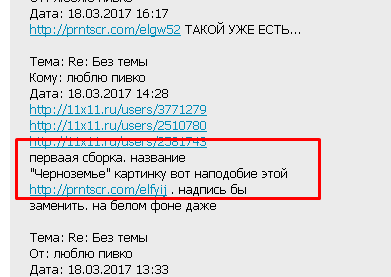 Дата: 18.03.2017 16:17
http://prntscr.com/elgw52 ТАКОЙ УЖЕ ЕСТЬ...
Тема: Re: Без темы
Кому: люблю пивко
Дата: 18.03.2017 14:28
http://11x11.ru/users/3771279
http://11x11.ru/users/2510780
http://11x11.ru/users/2581743
перваая сборка. название
"Черноземье" картинку вот наподобие этой
http://prntscr.com/elfyij . надпись бы
заменить. на белом фоне даже
Тема: Re: Без темы
От: люблю пивко
Дата: 18.03.2017 13:33